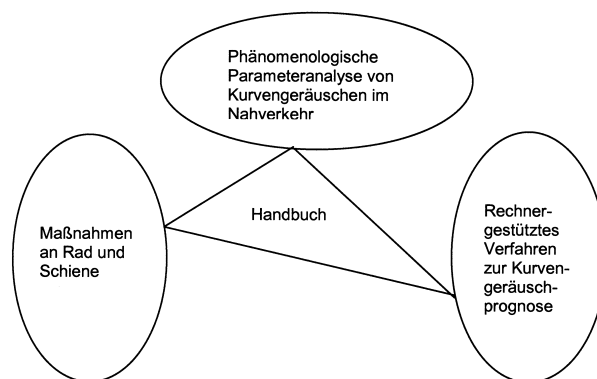 Phänomenologische
Parameteranalyse von
Kurvengeräuschen im
Nahverkehr
Handbuch
Maßnahmen
an Rad und
Schiene
Rechner-
gestütztes
Verfahren
zur Kurven-
geräusch-
prognose